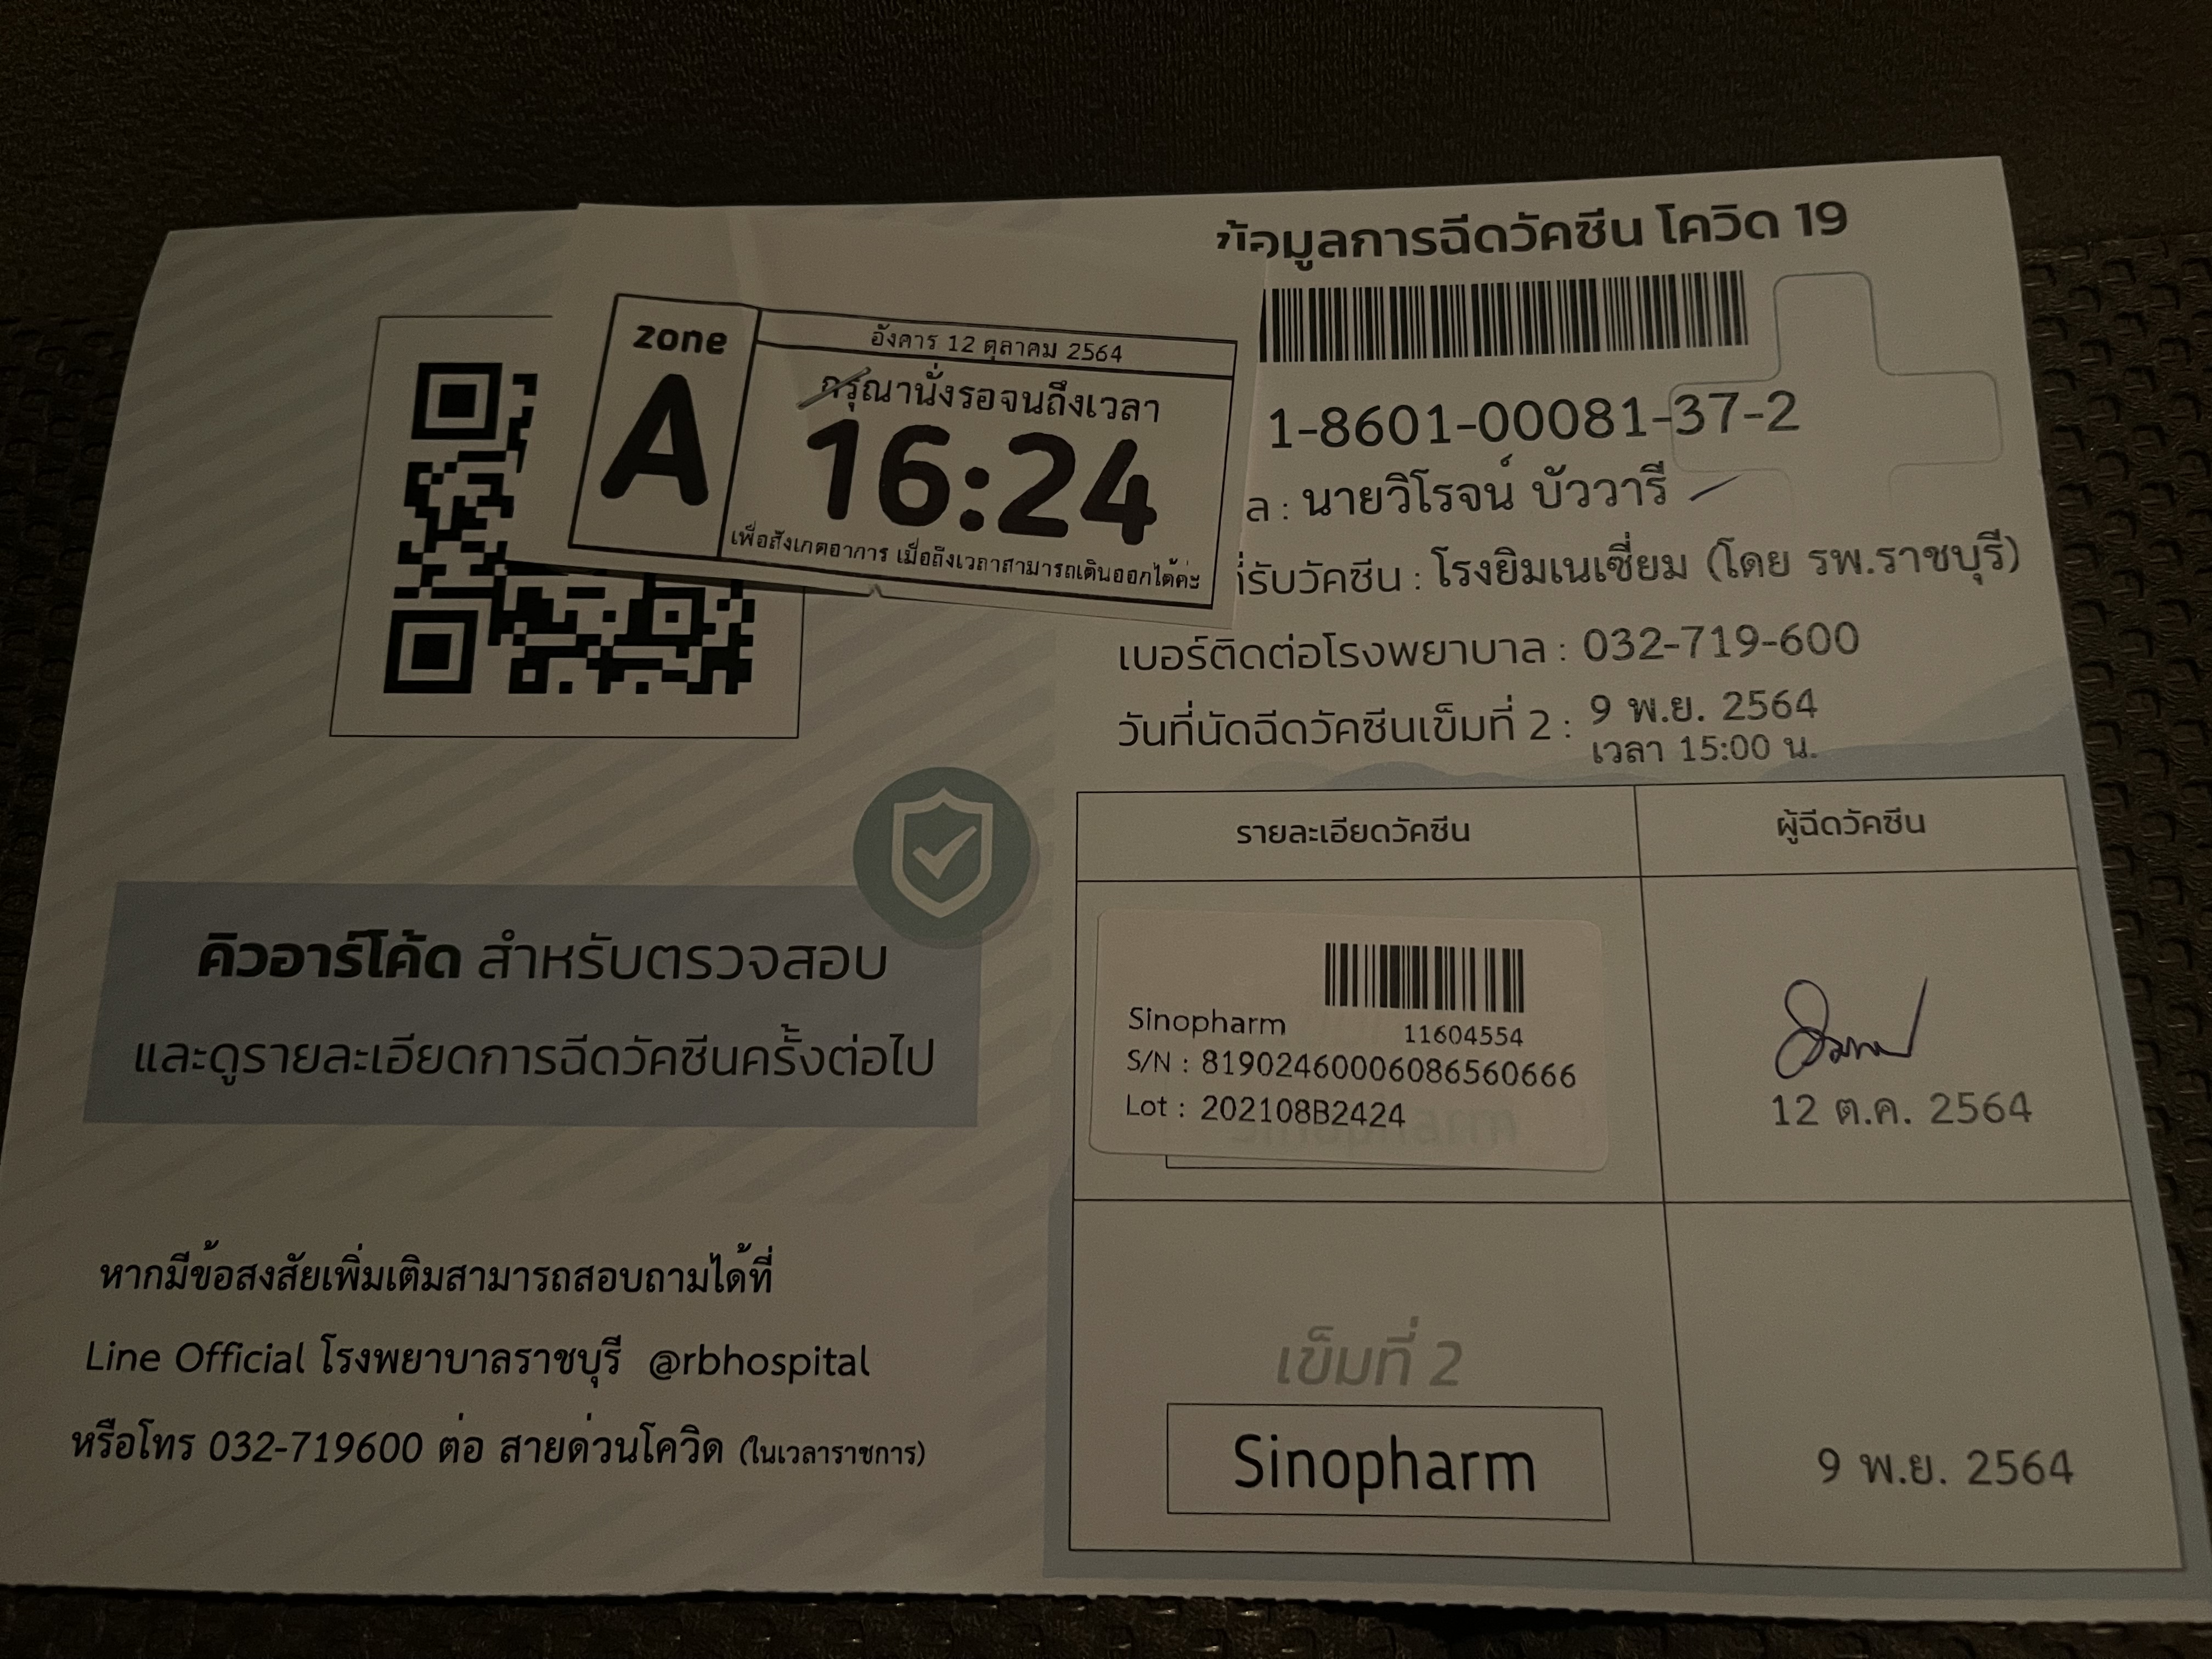 ข้อมูลการฉีดวัคซีน โควิด 19
1-8601-00081-37-2
ล : นายวิโรจน์ บัววารี
ที่รับวัคซีน : โรงยิมเนเซี่ยม (โดย รพ.ราชบุรี)
เบอร์ติดต่อโรงพยาบาล : 032-719-600
วันที่นัดฉีดวัคซีนเข็มที่ 2 : 9 พ.ย. 2564
เวลา 15:00 น.
zone
A
อังคาร 12 ตุลาคม 2564
กรุณานั่งรอจนถึงเวลา
16:24
เพื่อสังเกตอาการ เมื่อถึงเวลาสามารถเดินออกได้ค่ะ
คิวอาร์โค้ด สำหรับตรวจสอบ
และดูรายละเอียดการฉีดวัคซีนครั้งต่อไป
หากมีข้อสงสัยเพิ่มเติมสามารถสอบถามได้ที่
Line Official โรงพยาบาลราชบุรี @rbhospital
หรือโทร 032-719600 ต่อ สายด่วนโควิด (ในเวลาราชการ)
รายละเอียดวัคซีน
ผู้ฉีดวัคซีน
11604554
Sinopharm
S/N : 81902460006086560666
Lot : 202108B2424
12 ต.ค. 2564
เข็มที่ 2
Sinopharm
9 พ.ย. 2564